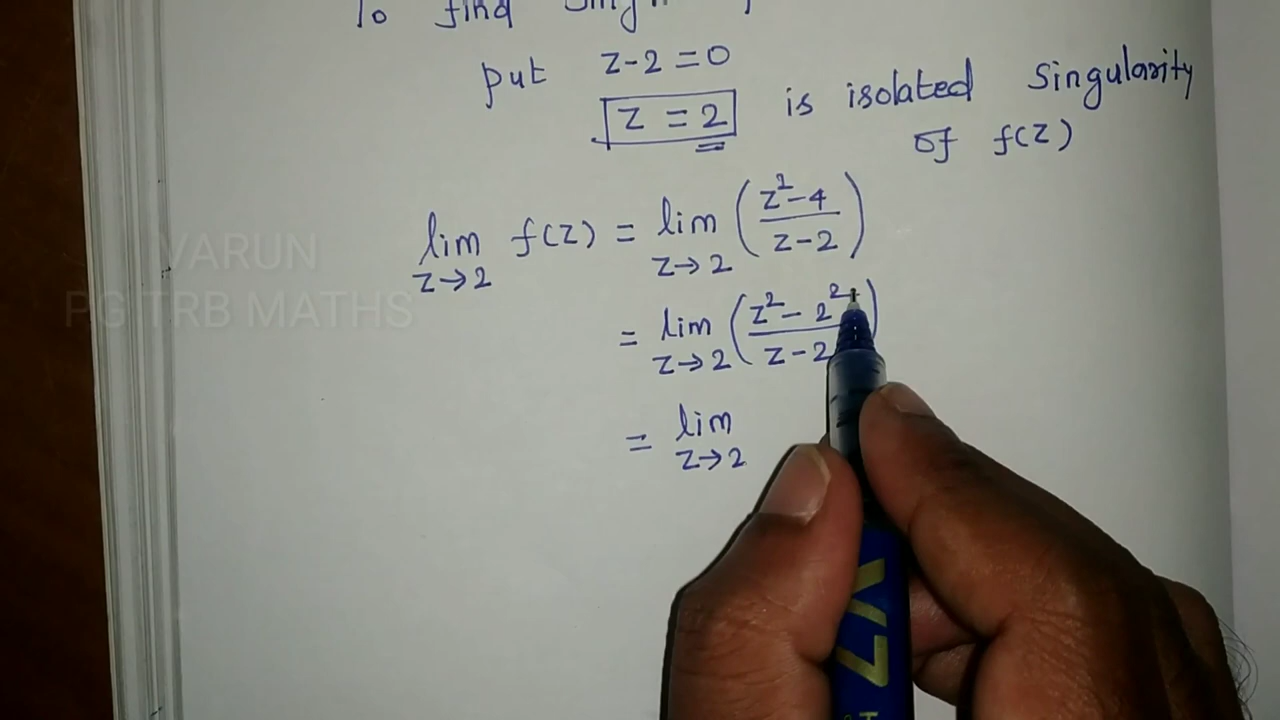 To find
put z-2=0
z = 2 is isolated Singularity
of f(z)
lim z→2 f(z) = lim z→2 (z²-4 / z-2)
= lim z→2 (z² - 2² / z-2)
= lim z→2
VARUN
PG TRB MATHS
V7